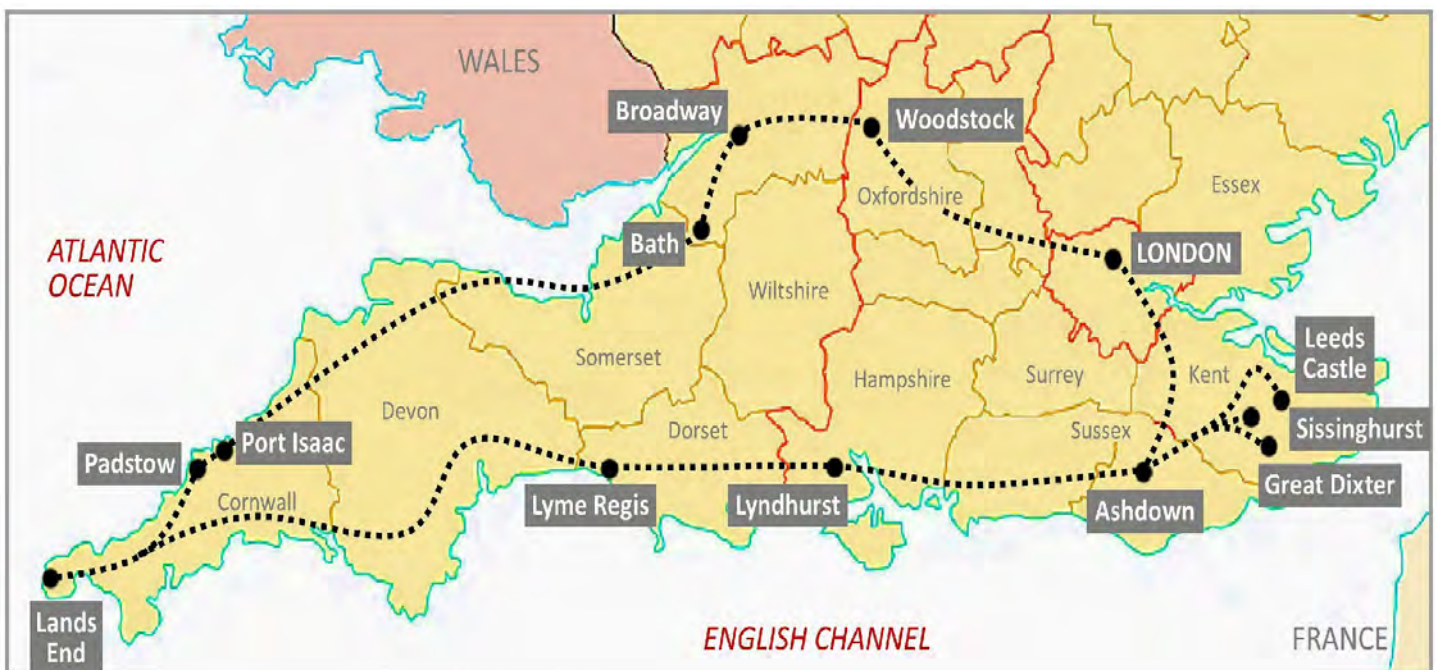 WALES
Broadway
Woodstock
Essex
Oxfordshire
Bath
ATLANTIC
OCEAN
LONDON
Wiltshire
Leeds
Castle
Somerset
Hampshire
Surrey
Kent
Devon
Dorset
Sussex
Sissinghurst
Port Isaac
Padstow
Great Dixter
Cornwall
Lyme Regis
Lyndhurst
Ashdown
Lands
End
ENGLISH CHANNEL
FRANCE